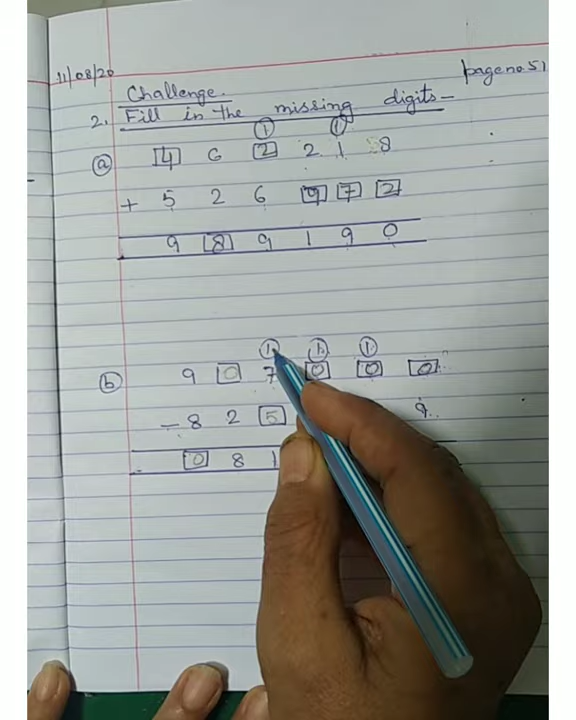 11/08/20
page no. 51
Challenge.
2. Fill in the missing digits-
① ①
ⓐ 4 6 2 2 1 8
+ 5 2 6 9 7 2
9 8 9 1 9 0
① ① ①
ⓑ 9 0 7 0 0 0
- 8 2 5 9
0 8 1